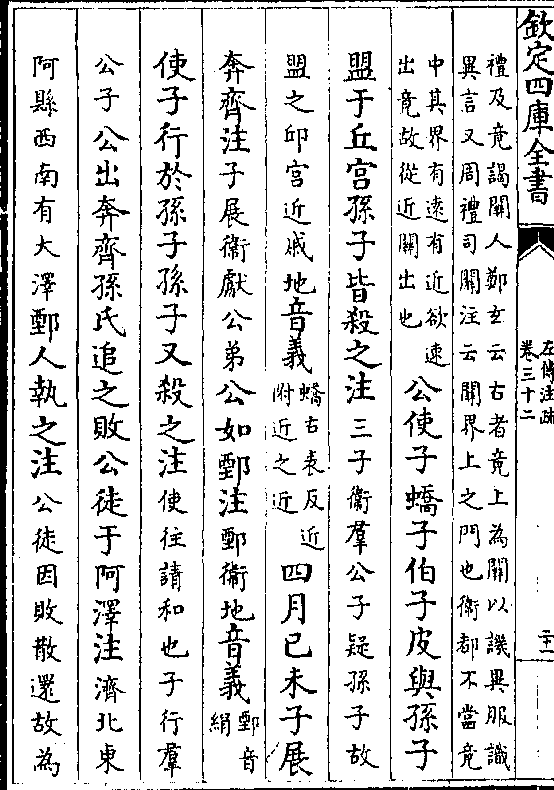 欽定四庫全書
左傳注疏
卷三十二
二十一
禮及竟謁關人鄭玄云古者竟上為關以譏異服識
異言又周禮司關注云關界上之門也衛都不當竟
中其界有遠有近欲速
出竟故從近關出也
公使子蟜子伯子皮與孫子
盟于丘宮孫子皆殺之注三子衛羣公子疑孫子故
盟之邱宮近戚地音義蟜右表反近
附近之近
四月已未子展
奔齊注子展衛獻公弟公如鄄注鄄衛地音義鄄音
絹
使子行於孫子孫子又殺之注使往請和也子行羣
公子公出奔齊孫氏追之敗公徒于阿澤注濟北東
阿縣西南有大澤鄄人執之注公徒因敗散還故為